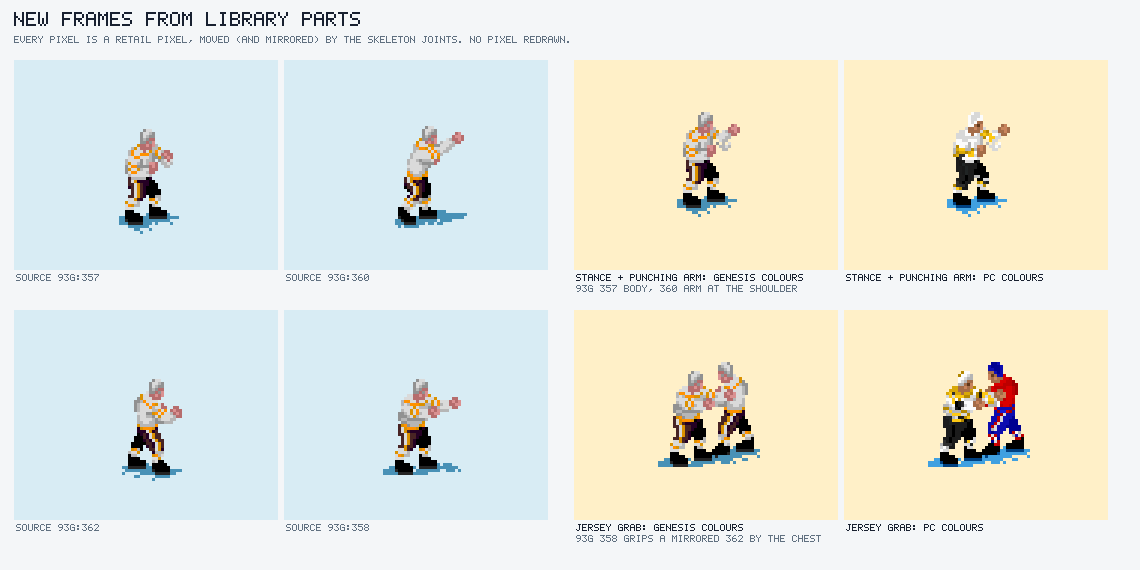 NEW FRAMES FROM LIBRARY PARTS
EVERY PIXEL IS A RETAIL PIXEL, MOVED (AND MIRRORED) BY THE SKELETON JOINTS. NO PIXEL REDRAWN.
SOURCE 93G:357
SOURCE 93G:360
STANCE + PUNCHING ARM: GENESIS COLOURS
93G 357 BODY, 360 ARM AT THE SHOULDER
STANCE + PUNCHING ARM: PC COLOURS
SOURCE 93G:362
SOURCE 93G:358
JERSEY GRAB: GENESIS COLOURS
93G 358 GRIPS A MIRRORED 362 BY THE CHEST
JERSEY GRAB: PC COLOURS